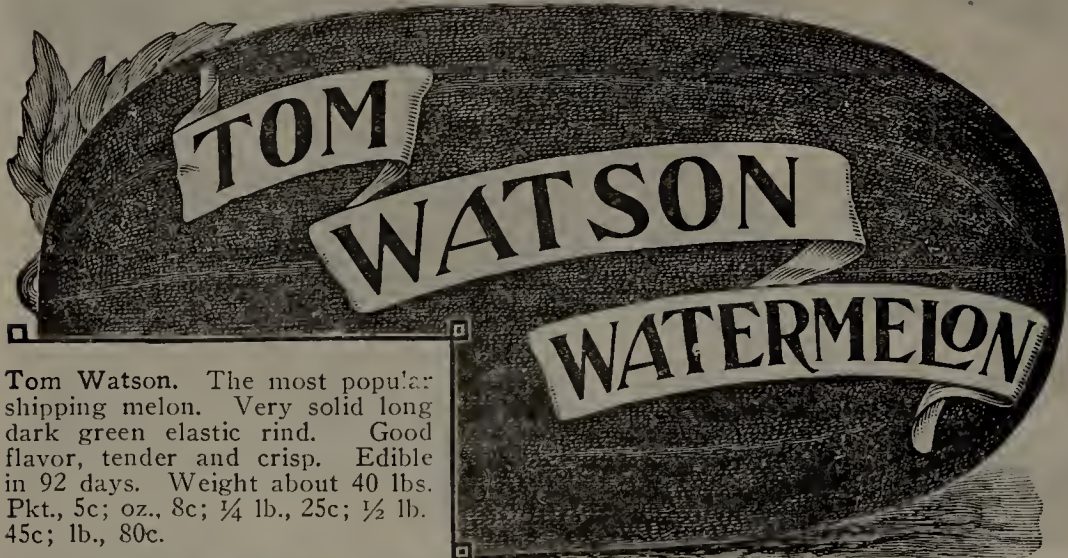 TOM
WATSON
WATERMELON
Tom Watson. The most popular
shipping melon. Very solid long
dark green elastic rind. Good
flavor, tender and crisp. Edible
in 92 days. Weight about 40 lbs.
Pkt., 5c; oz., 8c; ¼ lb., 25c; ½ lb.
45c; lb., 80c.